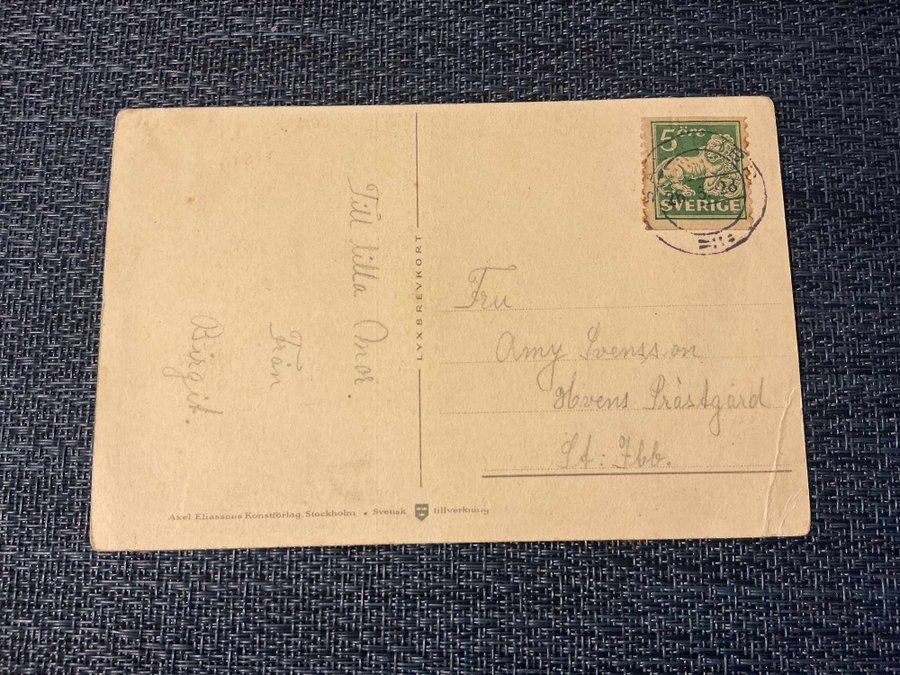 Till lilla Mor.
Från
Birgit.
LYXBREVKORT
5 öre
SVERIGE
Fru
Amy Svensson
Hvens Prästgård
St: Ibb.
Axel Eliassons Konstförlag, Stockholm. • Svensk tillverkning